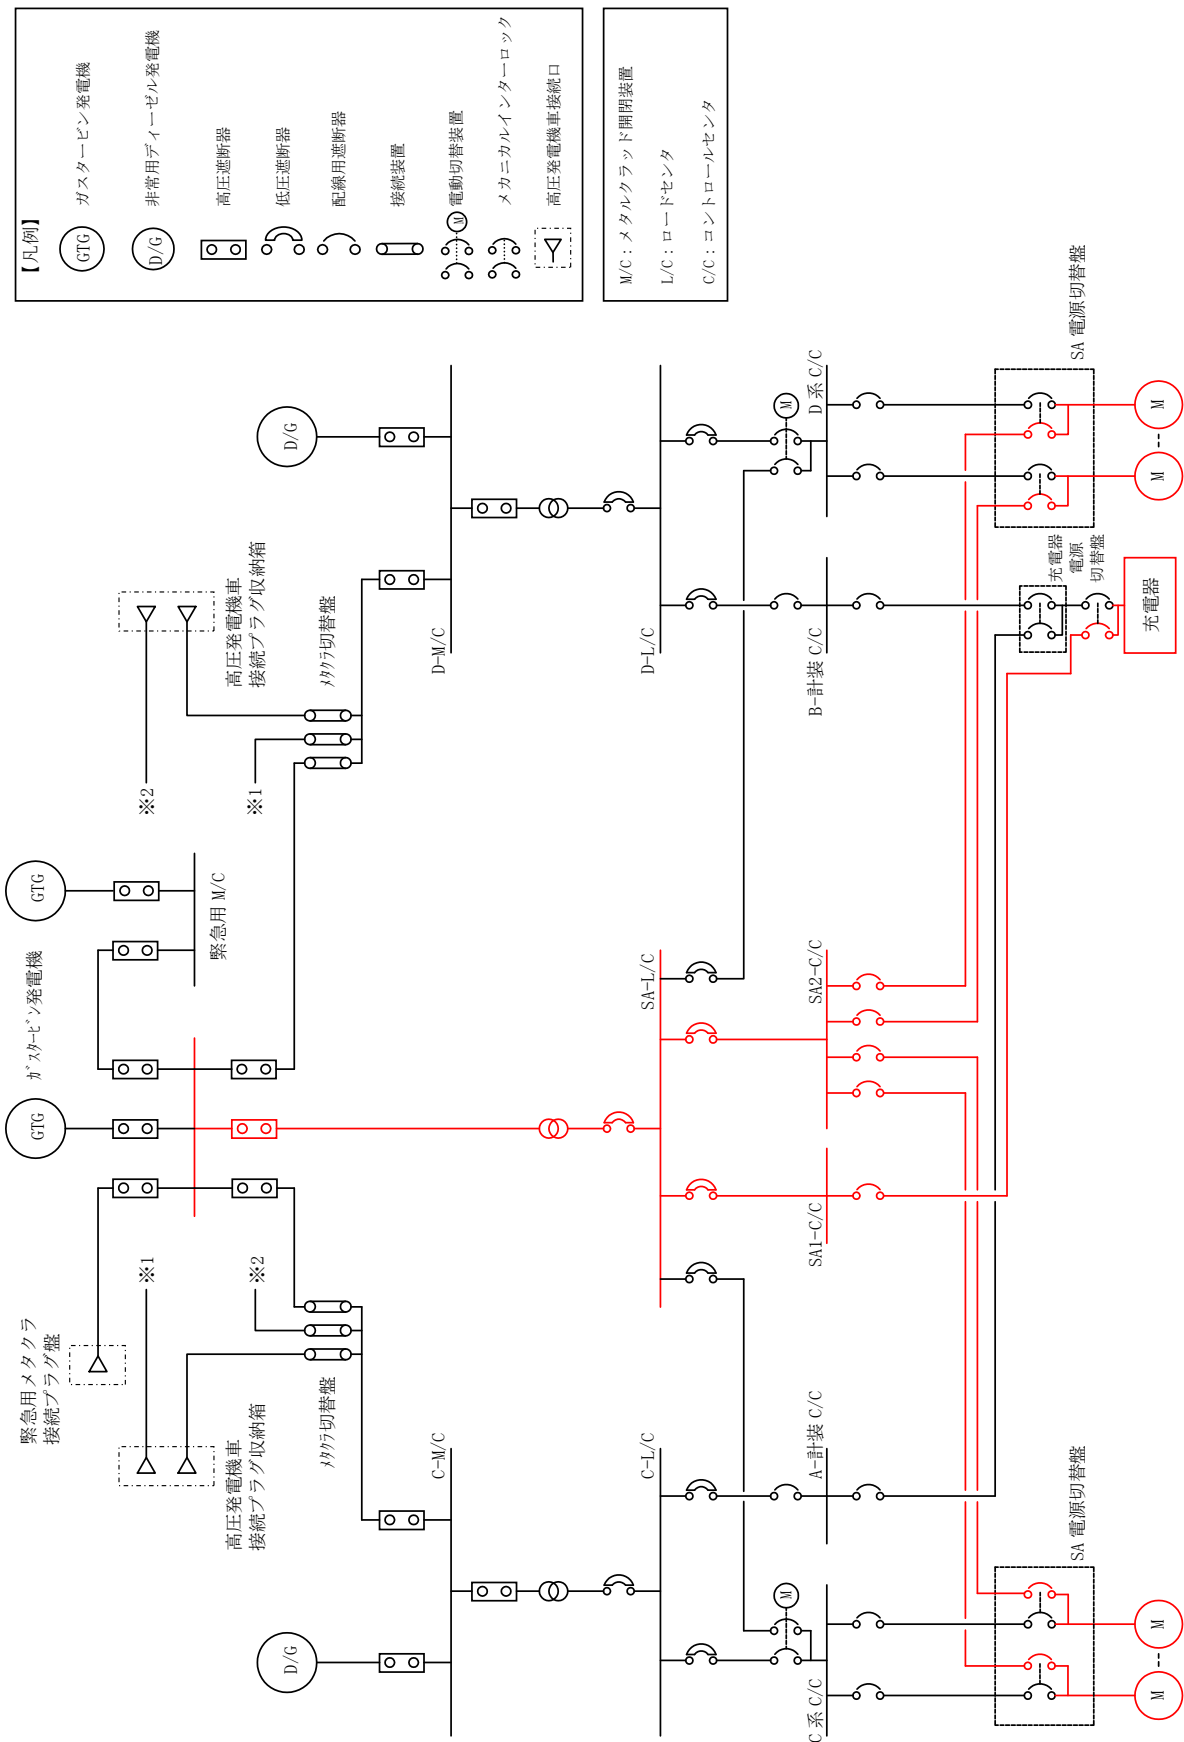 【凡例】
GTG
ガスタービン発電機
D/G
非常用ディーゼル発電機
高圧遮断器
低圧遮断器
配線用遮断器
接続装置
M
電動切替装置
メカニカルインターロック
高圧発電機車接続口
M/C：メタルクラッド開閉装置
L/C：ロードセンタ
C/C：コントロールセンタ
緊急用メタクラ
接続プラグ盤
GTG
ｶﾞｽﾀｰﾋﾞﾝ発電機
GTG
緊急用 M/C
※1
※2
高圧発電機車
接続プラグ収納箱
ﾒﾀｸﾗ切替盤
※2
※1
高圧発電機車
接続プラグ収納箱
ﾒﾀｸﾗ切替盤
D/G
C-M/C
D/G
D-M/C
C-L/C
SA-L/C
D-L/C
M
M
C 系 C/C
A-計装 C/C
SA1-C/C
SA2-C/C
B-計装 C/C
D 系 C/C
SA 電源切替盤
充電器
電源
切替盤
SA 電源切替盤
M
M
充電器
M
M